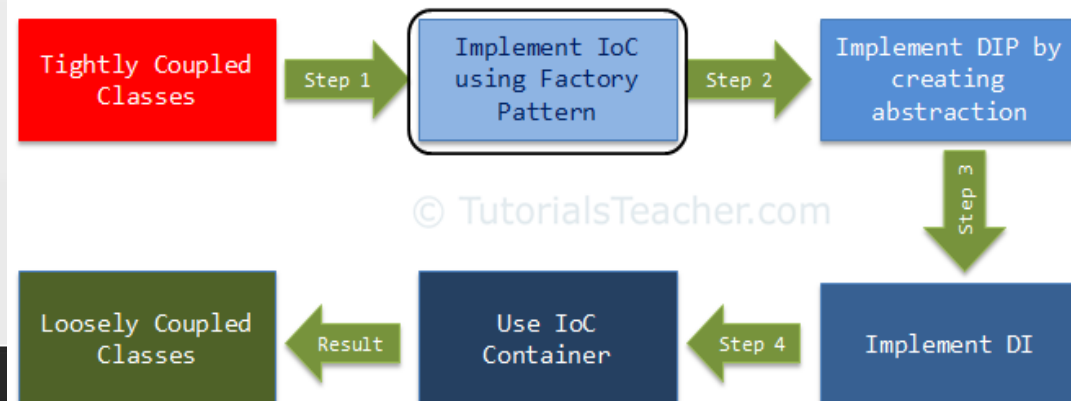 Tightly Coupled
Classes
Step 1
Implement IoC
using Factory
Pattern
Step 2
Implement DIP by
creating
abstraction
Step 3
© TutorialsTeacher.com
Implement DI
Step 4
Use IoC
Container
Result
Loosely Coupled
Classes